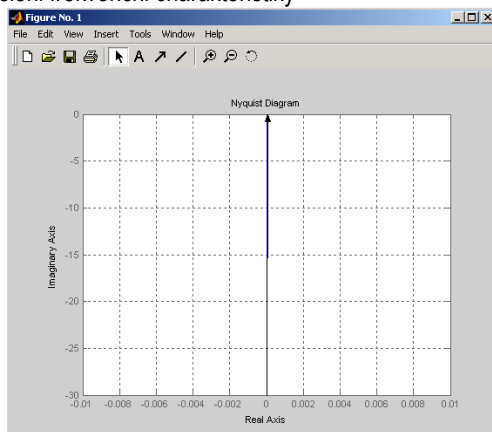 Figure No. 1
File Edit View Insert Tools Window Help
A
Nyquist Diagram
0
-5
-10
-15
-20
-25
-30
Imaginary Axis
-0.01 -0.008 -0.006 -0.004 -0.002 0 0.002 0.004 0.006 0.008 0.01
Real Axis